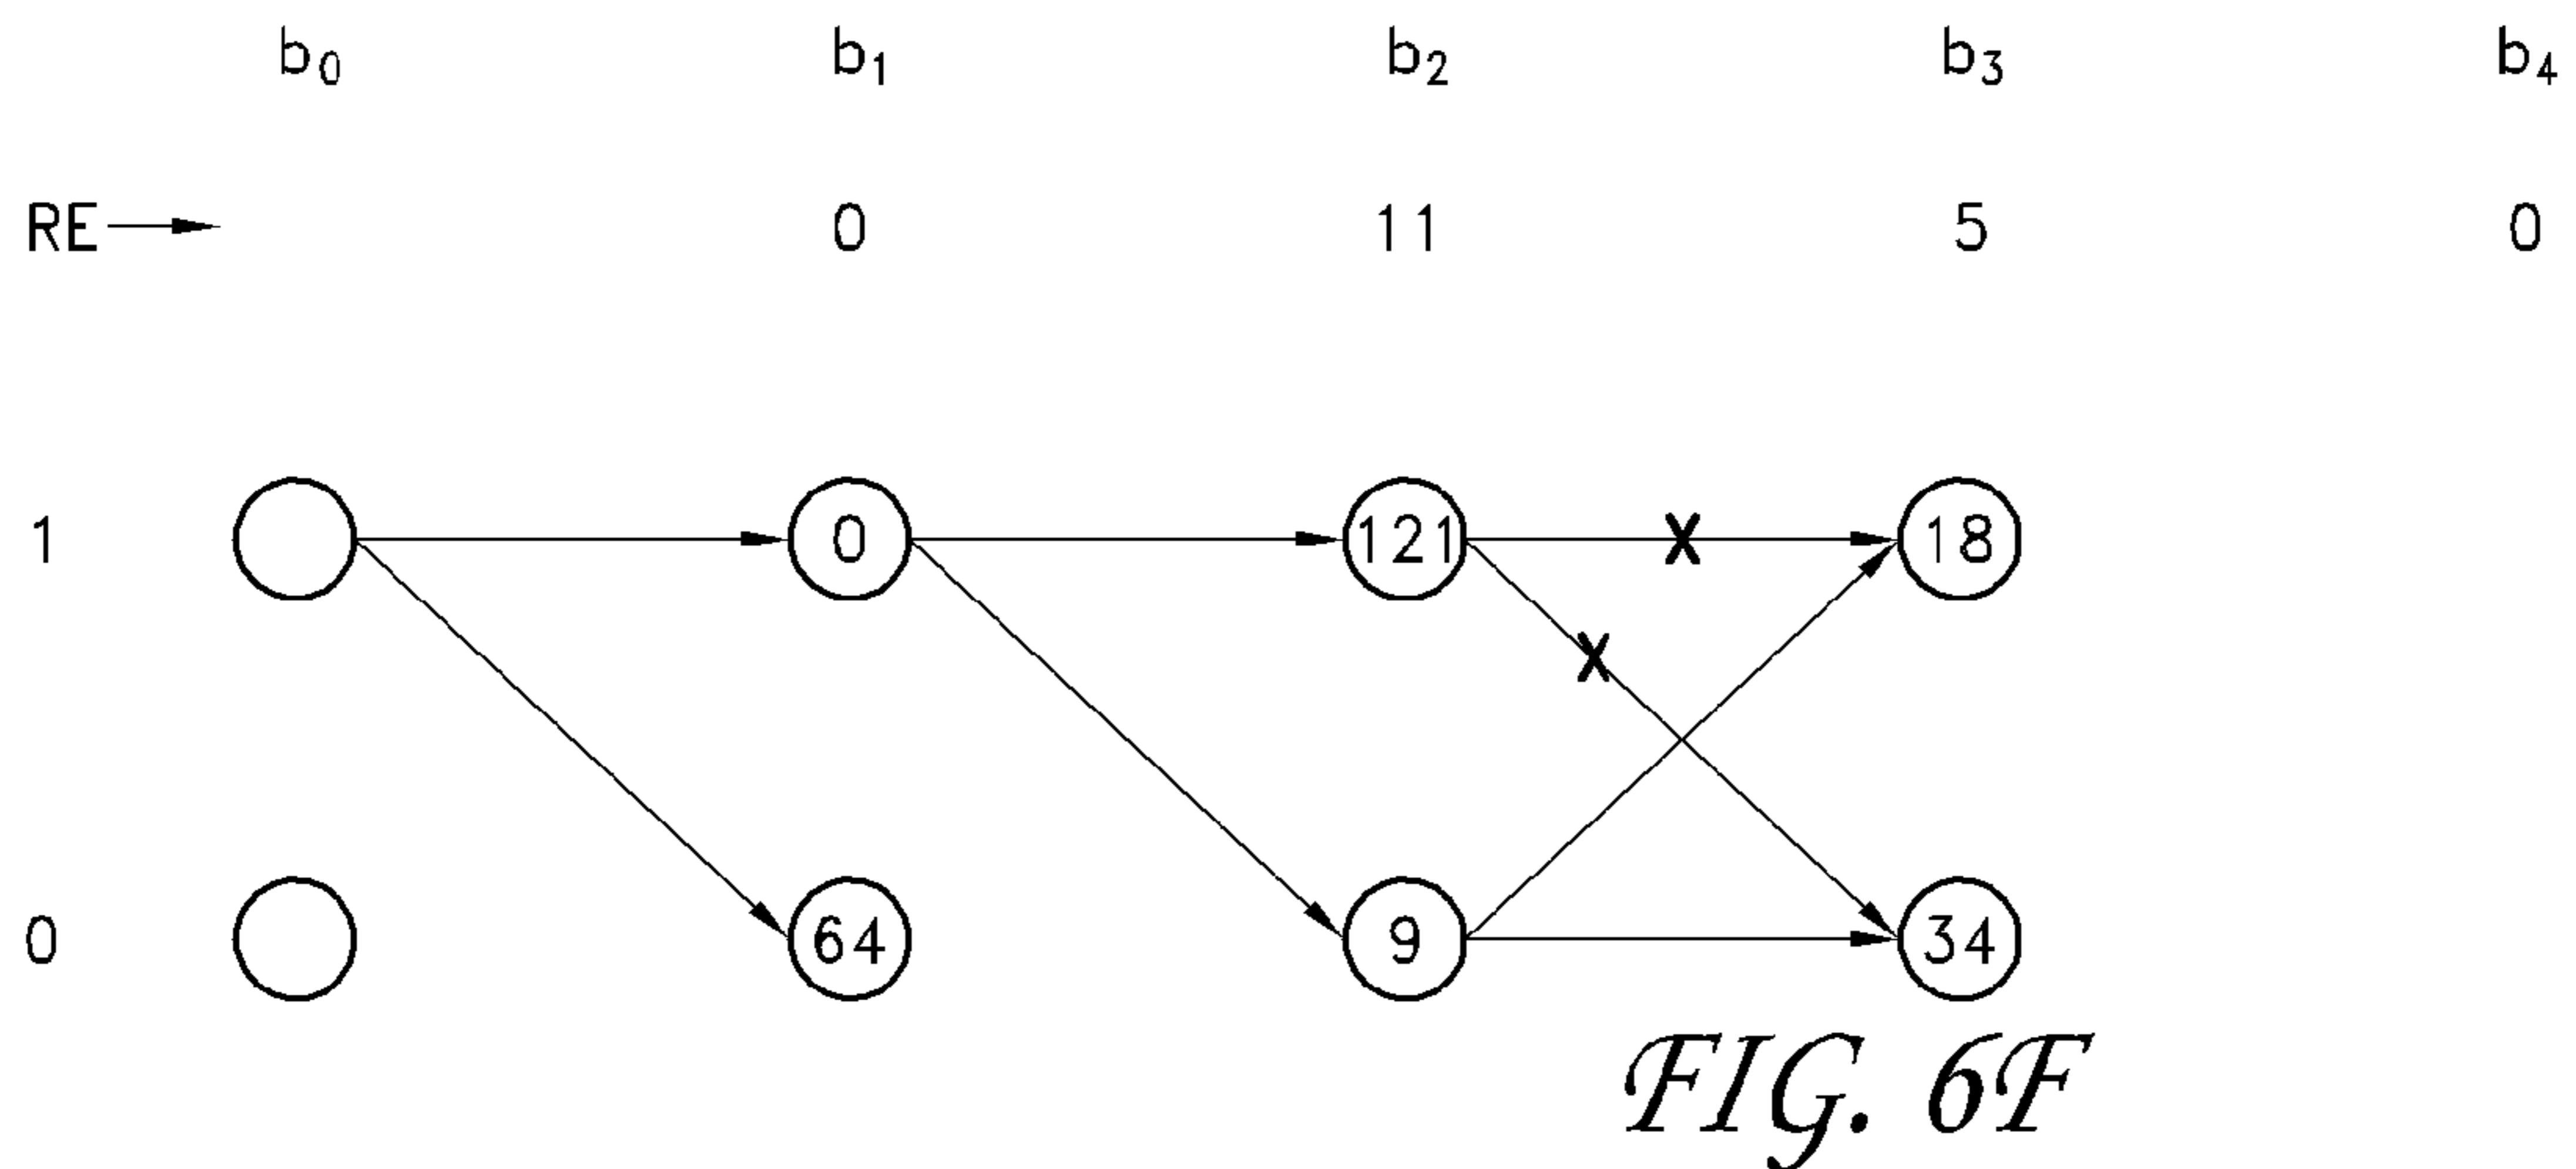 b₀ b₁ b₂ b₃ b₄
RE 0 11 5 0
1 0 121 X 18
X
0 64 9 34
FIG. 6F